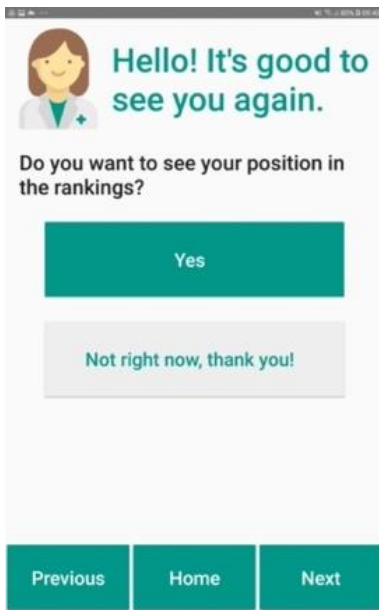 Hello! It's good to
see you again.
Do you want to see your position in
the rankings?
Yes
Not right now, thank you!
Previous Home Next